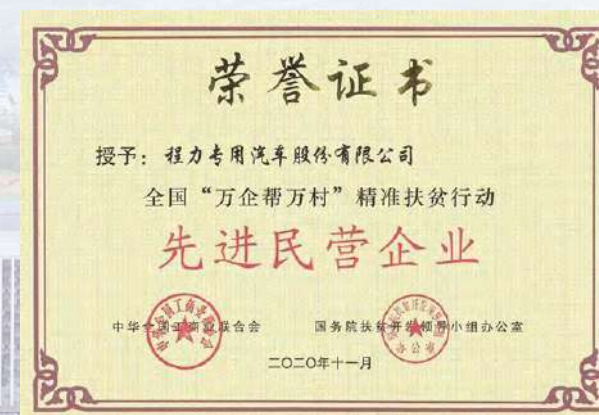 荣誉证书
授予：程力专用汽车股份有限公司
全国“万企帮万村”精准扶贫行动
先进民营企业
中华全国工商业联合会 国务院扶贫开发领导小组办公室
二〇二〇年十一月